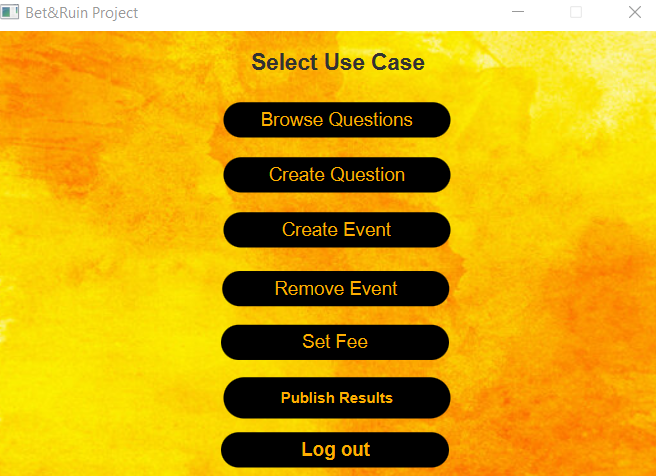 Bet&Ruin Project
Select Use Case
Browse Questions
Create Question
Create Event
Remove Event
Set Fee
Publish Results
Log out